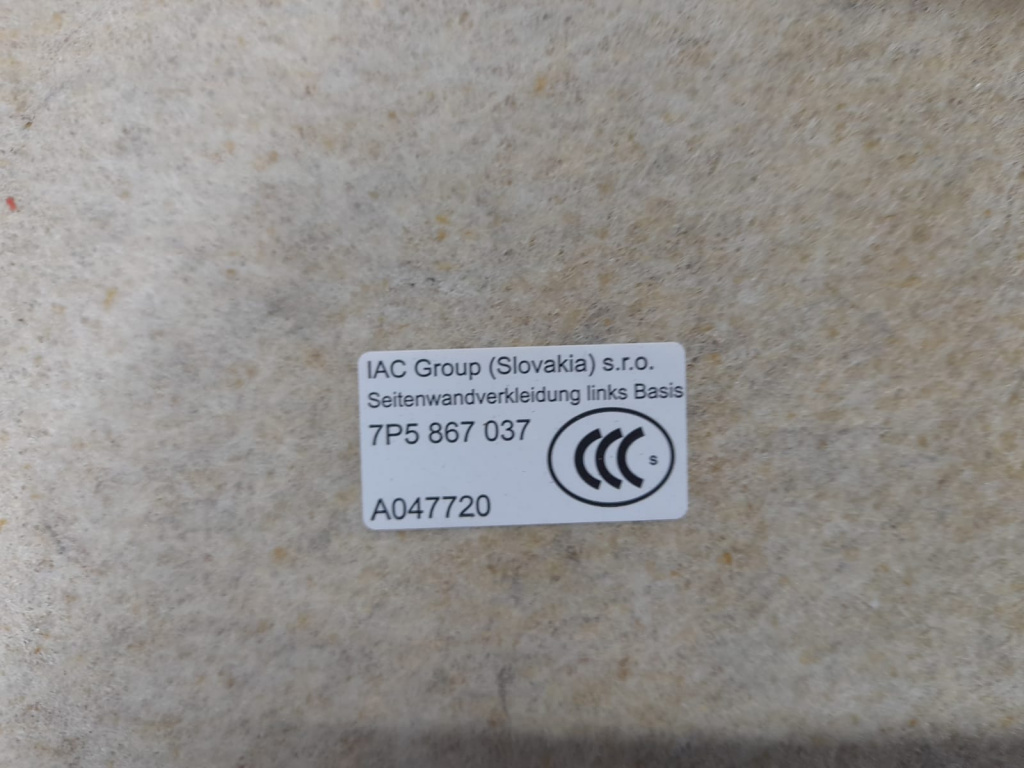 IAC Group (Slovakia) s.r.o.
Seitenwandverkleidung links Basis
7P5 867 037
CCC s
A047720